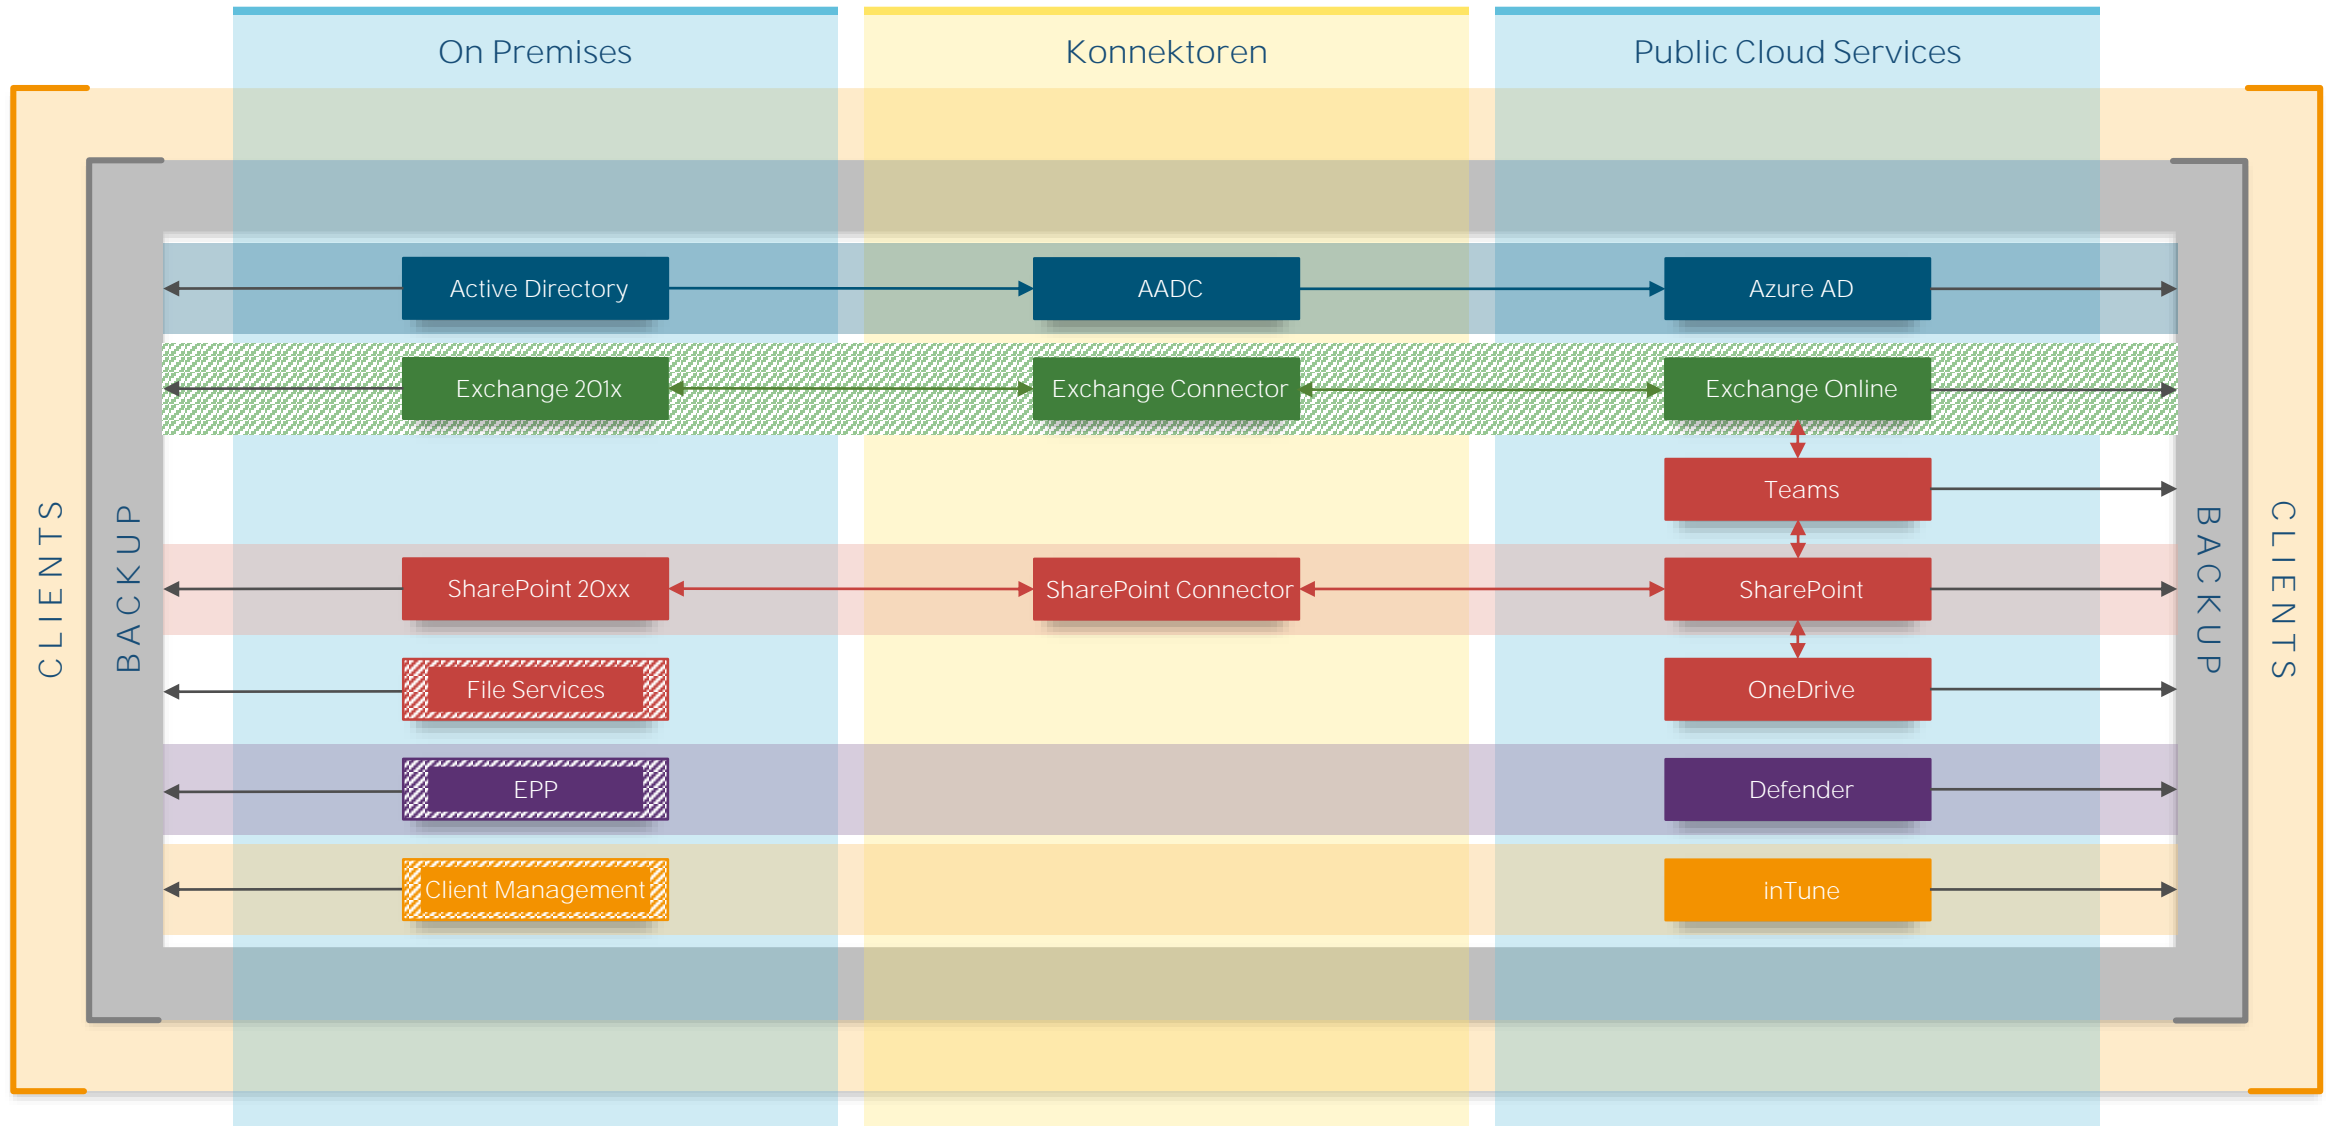 On Premises
Konnektoren
Public Cloud Services
CLIENTS
BACKUP
Active Directory
AADC
Azure AD
Exchange 201x
Exchange Connector
Exchange Online
Teams
SharePoint 20xx
SharePoint Connector
SharePoint
File Services
OneDrive
EPP
Defender
Client Management
inTune
BACKUP
CLIENTS